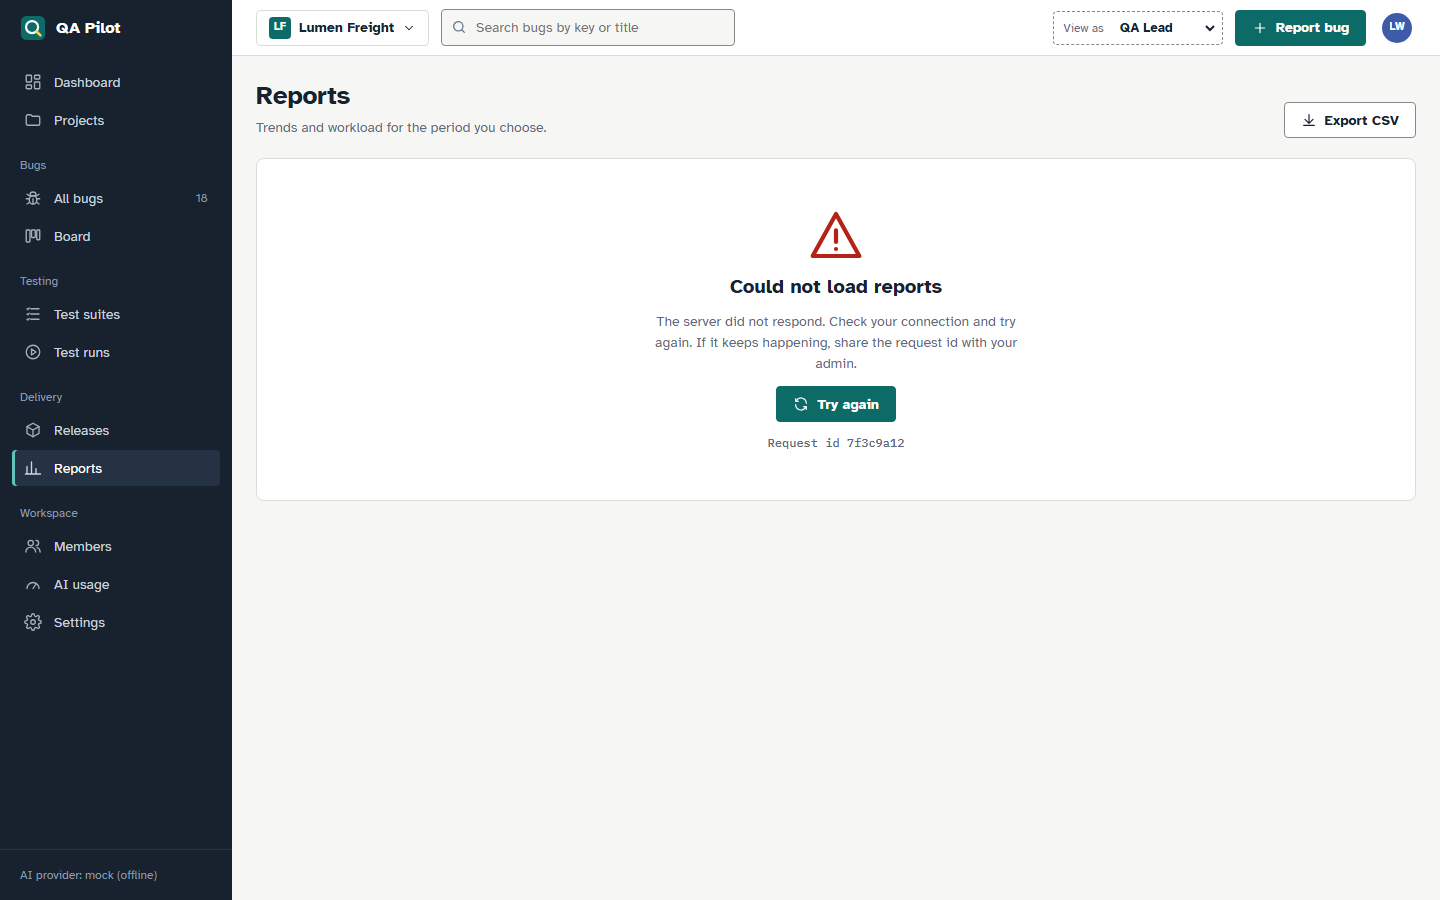 QA Pilot
Dashboard
Projects
Bugs
All bugs 18
Board
Testing
Test suites
Test runs
Delivery
Releases
Reports
Workspace
Members
AI usage
Settings
AI provider: mock (offline)
LF Lumen Freight
Search bugs by key or title
View as QA Lead
Report bug
LW
Reports
Trends and workload for the period you choose.
Export CSV
Could not load reports
The server did not respond. Check your connection and try
again. If it keeps happening, share the request id with your
admin.
Try again
Request id 7f3c9a12